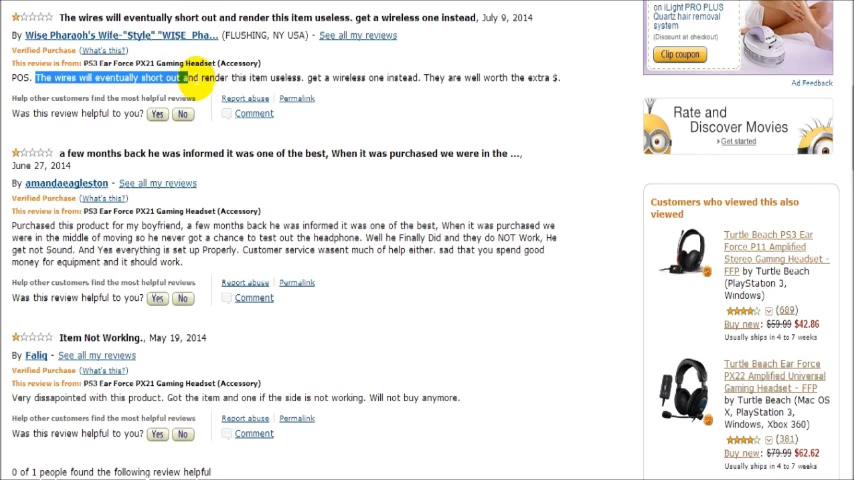 The wires will eventually short out and render this item useless. get a wireless one instead, July 9, 2014
By Wise Pharaoh's Wife-"Style" "WISE_Pha... (FLUSHING, NY USA) - See all my reviews
Verified Purchase (What's this?)
This review is from: PS3 Ear Force PX21 Gaming Headset (Accessory)
POS. The wires will eventually short out and render this item useless. get a wireless one instead. They are well worth the extra $.
Help other customers find the most helpful reviews
Report abuse | Permalink
Was this review helpful to you? Yes No
Comment
a few months back he was informed it was one of the best, When it was purchased we were in the ...,
June 27, 2014
By amandaeagleston - See all my reviews
Verified Purchase (What's this?)
This review is from: PS3 Ear Force PX21 Gaming Headset (Accessory)
Purchased this product for my boyfriend, a few months back he was informed it was one of the best, When it was purchased we
were in the middle of moving so he never got a chance to test out the headphone. Well he Finally Did and they do NOT Work, He
get not Sound. And Yes everything is set up Properly. Customer service wasent much of help either. sad that you spend good
money for equipment and it should work.
Help other customers find the most helpful reviews
Report abuse | Permalink
Was this review helpful to you? Yes No
Comment
Item Not Working., May 19, 2014
By Faliq - See all my reviews
Verified Purchase (What's this?)
This review is from: PS3 Ear Force PX21 Gaming Headset (Accessory)
Very dissapointed with this product. Got the item and one if the side is not working. Will not buy anymore.
Help other customers find the most helpful reviews
Report abuse | Permalink
Was this review helpful to you? Yes No
Comment
0 of 1 people found the following review helpful
on iLight PRO PLUS
Quartz hair removal
system
(Discount at checkout)
Clip coupon
Ad Feedback
Rate and
Discover Movies
Get started
Customers who viewed this also
viewed
Turtle Beach PS3 Ear
Force P11 Amplified
Stereo Gaming Headset -
FFP by Turtle Beach
(PlayStation 3,
Windows)
(689)
Buy new: $59.99 $42.86
Usually ships in 4 to 7 weeks
Turtle Beach Ear Force
PX22 Amplified Universal
Gaming Headset - FFP
by Turtle Beach (Mac OS
X, PlayStation 3,
Windows, Xbox 360)
(381)
Buy new: $79.99 $62.62
Usually ships in 4 to 7 weeks